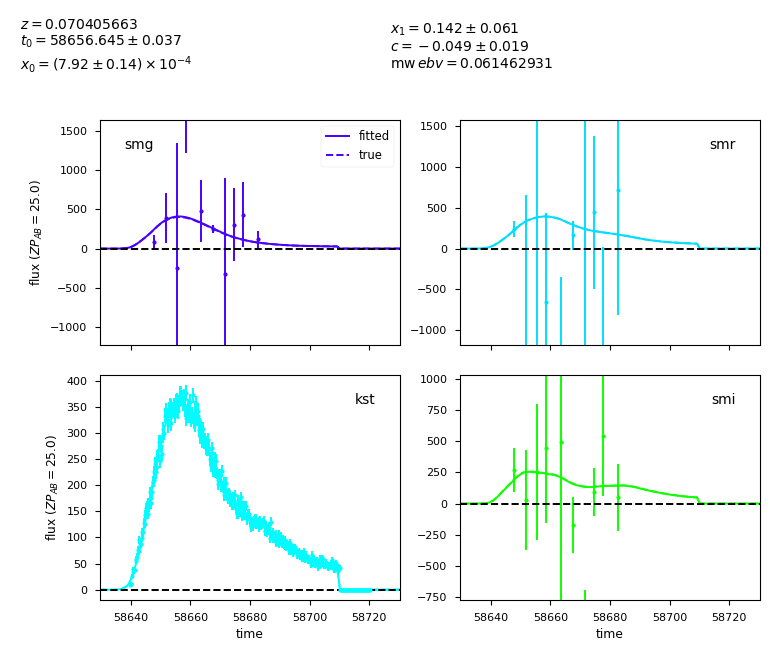 z = 0.070405663
t₀ = 58656.645 ± 0.037
x₀ = (7.92 ± 0.14) × 10⁻⁴
x₁ = 0.142 ± 0.061
c = −0.049 ± 0.019
mw ebv = 0.061462931
flux (ZP_AB = 25.0)
1500
1000
500
0
−500
−1000
smg
fitted
true
1500
1000
500
0
−500
−1000
smr
flux (ZP_AB = 25.0)
400
350
300
250
200
150
100
50
0
kst
58640
58660
58680
58700
58720
time
1000
750
500
250
0
−250
−500
−750
smi
58640
58660
58680
58700
58720
time